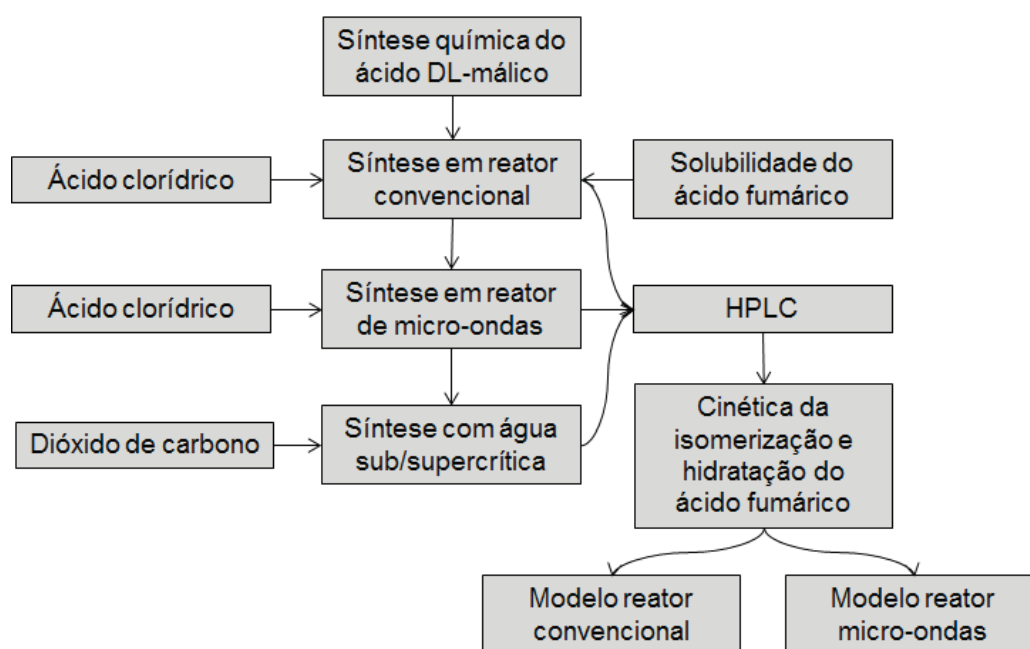 Síntese química do
ácido DL-málico
Ácido clorídrico
Síntese em reator
convencional
Solubilidade do
ácido fumárico
Ácido clorídrico
Síntese em reator
de micro-ondas
HPLC
Dióxido de carbono
Síntese com água
sub/supercrítica
Cinética da
isomerização e
hidratação do
ácido fumárico
Modelo reator
convencional
Modelo reator
micro-ondas